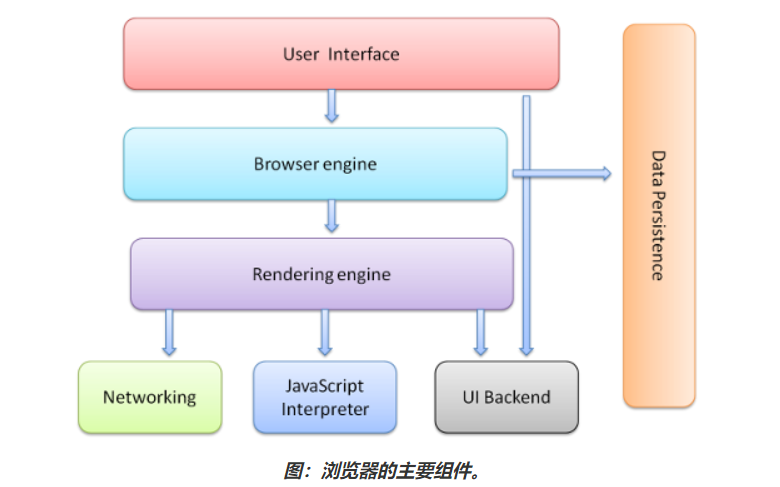 User Interface
Browser engine
Rendering engine
Networking
JavaScript
Interpreter
UI Backend
Data Persistence
图：浏览器的主要组件。